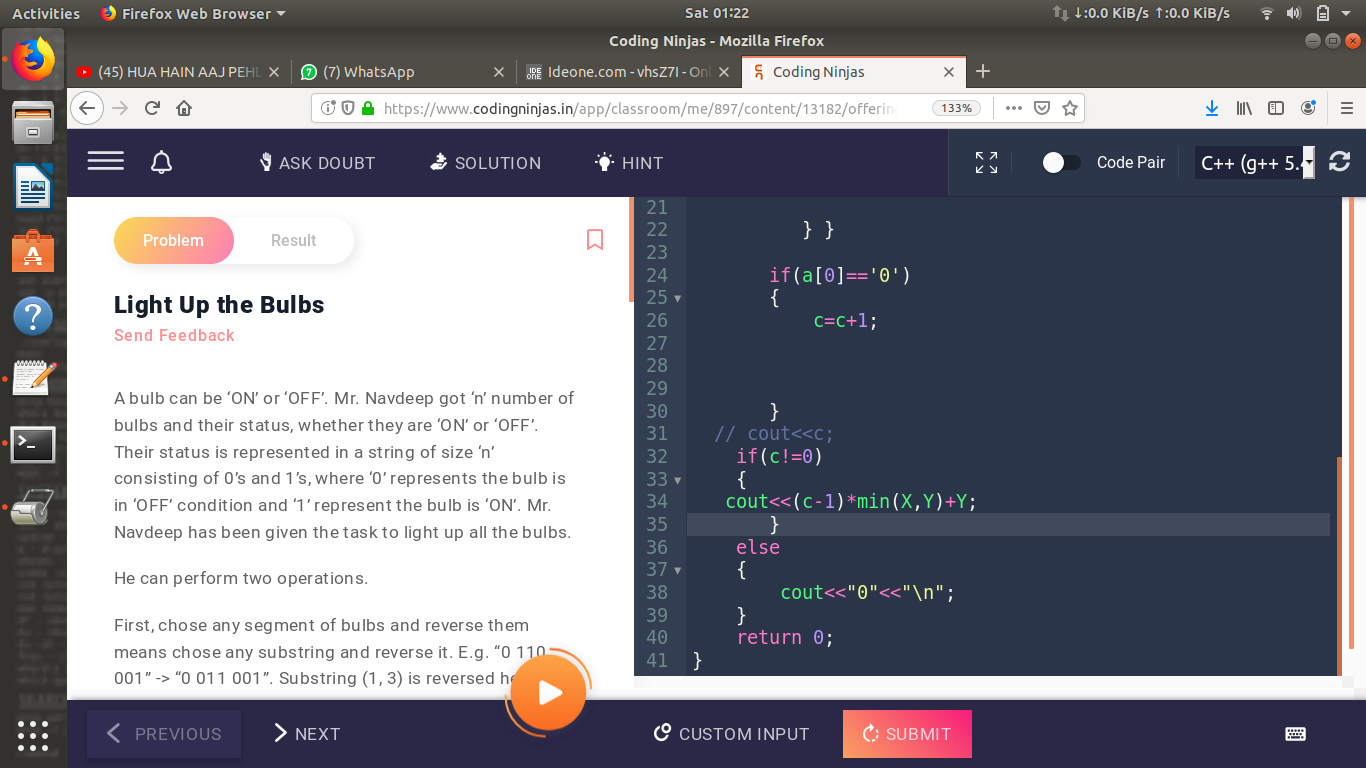 Activities Firefox Web Browser Sat 01:22 ↓:0.0 KiB/s ↑:0.0 KiB/s
Coding Ninjas - Mozilla Firefox
(45) HUA HAIN AAJ PEHL (7) WhatsApp Ideone.com - vhsZ7I - Onl Coding Ninjas
https://www.codingninjas.in/app/classroom/me/897/content/13182/offerin 133%
ASK DOUBT SOLUTION HINT Code Pair C++ (g++ 5.
Problem Result
Light Up the Bulbs
Send Feedback
A bulb can be ‘ON’ or ‘OFF’. Mr. Navdeep got ‘n’ number of
bulbs and their status, whether they are ‘ON’ or ‘OFF’.
Their status is represented in a string of size ‘n’
consisting of 0’s and 1’s, where ‘0’ represents the bulb is
in ‘OFF’ condition and ‘1’ represent the bulb is ‘ON’. Mr.
Navdeep has been given the task to light up all the bulbs.
He can perform two operations.
First, chose any segment of bulbs and reverse them
means chose any substring and reverse it. E.g. “0 110
001” -> “0 011 001”. Substring (1, 3) is reversed
21
22 } }
23
24 if(a[0]=='0')
25 {
26 c=c+1;
27
28
29
30 }
31 // cout<<c;
32 if(c!=0)
33 {
34 cout<<(c-1)*min(X,Y)+Y;
35 }
36 else
37 {
38 cout<<"0"<<"\n";
39 }
40 return 0;
41 }
PREVIOUS NEXT CUSTOM INPUT SUBMIT